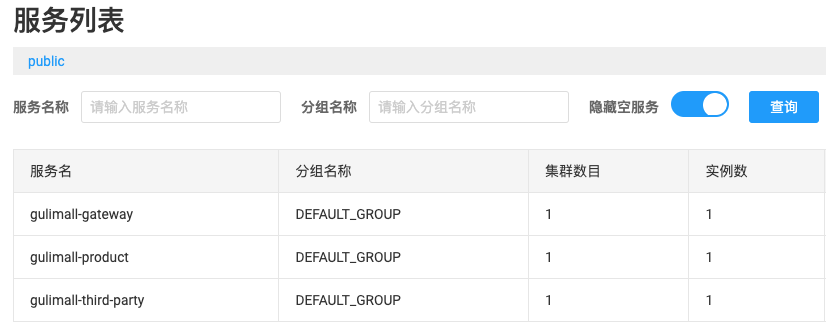 服务列表
public
服务名称 请输入服务名称 分组名称 请输入分组名称 隐藏空服务 查询
服务名 分组名称 集群数目 实例数
gulimall-gateway DEFAULT_GROUP 1 1
gulimall-product DEFAULT_GROUP 1 1
gulimall-third-party DEFAULT_GROUP 1 1